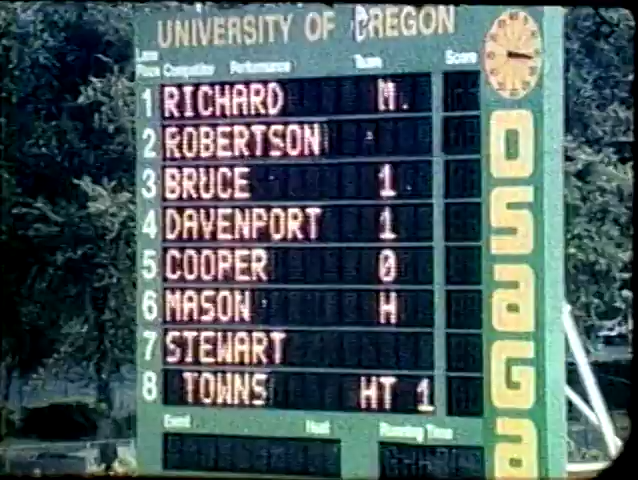 UNIVERSITY OF OREGON
Lane
Place Competitor Performance Team Score
1 RICHARD M.
2 ROBERTSON
3 BRUCE 1
4 DAVENPORT 1
5 COOPER 0
6 MASON H
7 STEWART
8 TOWNS HT 1
Event Heat Running Time
OSAGA